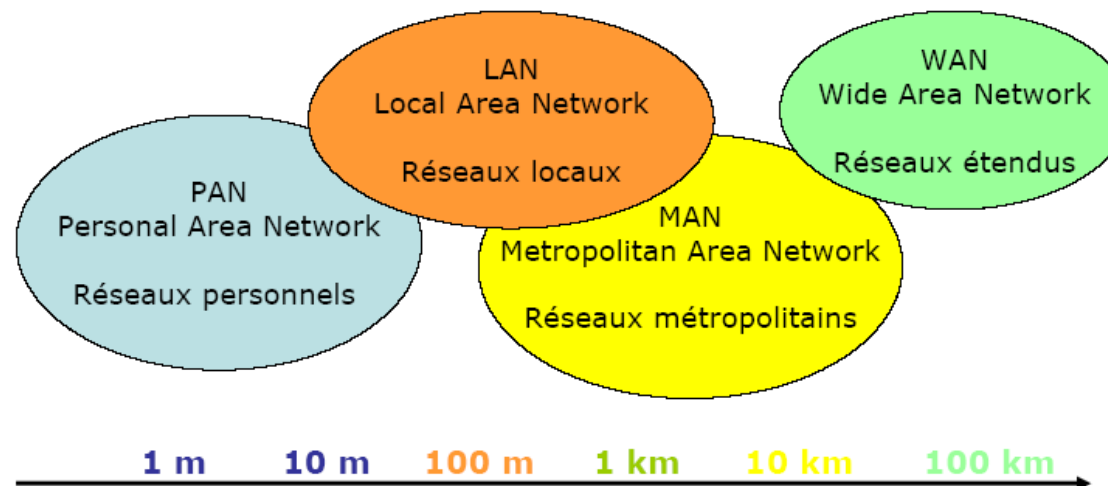 PAN
Personal Area Network
Réseaux personnels
LAN
Local Area Network
Réseaux locaux
MAN
Metropolitan Area Network
Réseaux métropolitains
WAN
Wide Area Network
Réseaux étendus
1 m 10 m 100 m 1 km 10 km 100 km